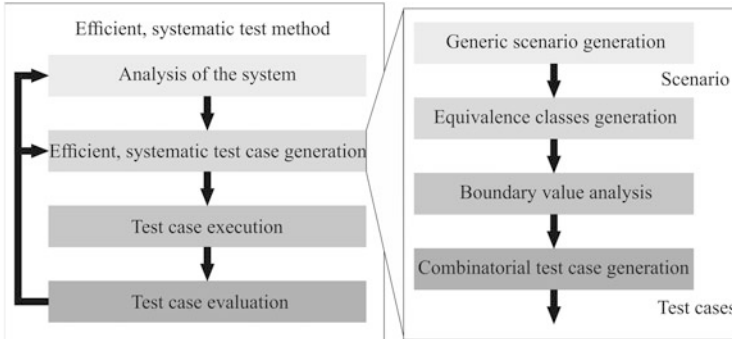 Efficient, systematic test method
Analysis of the system
Efficient, systematic test case generation
Test case execution
Test case evaluation
Generic scenario generation
Scenario
Equivalence classes generation
Boundary value analysis
Combinatorial test case generation
Test cases